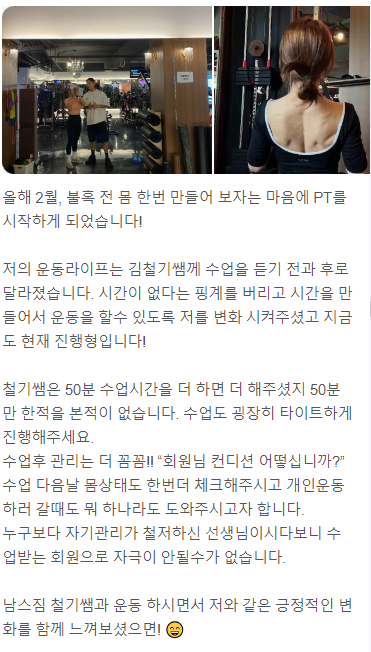 올해 2월, 불혹 전 몸 한번 만들어 보자는 마음에 PT를
시작하게 되었습니다!
저의 운동라이프는 김철기쌤께 수업을 듣기 전과 후로
달라졌습니다. 시간이 없다는 핑계를 버리고 시간을 만
들어서 운동을 할수 있도록 저를 변화 시켜주셨고 지금
도 현재 진행형입니다!
철기쌤은 50분 수업시간을 더 하면 더 해주셨지 50분
만 한적을 본적이 없습니다. 수업도 굉장히 타이트하게
진행해주세요.
수업후 관리는 더 꼼꼼!! “회원님 컨디션 어떻십니까?”
수업 다음날 몸상태도 한번더 체크해주시고 개인운동
하러 갈때도 뭐 하나라도 도와주시고자 합니다.
누구보다 자기관리가 철저하신 선생님이시다보니 수
업받는 회원으로 자극이 안될수가 없습니다.
남스짐 철기쌤과 운동 하시면서 저와 같은 긍정적인 변
화를 함께 느껴보셨으면! 😄